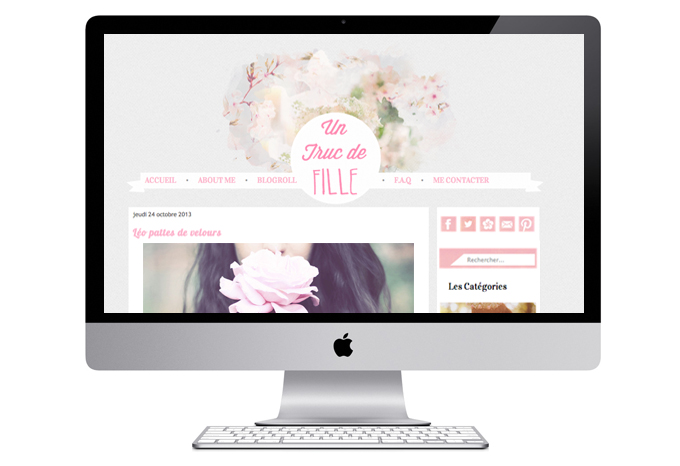 Un
Truc de
FILLE
ACCUEIL • ABOUT ME • BLOGROLL • F.A.Q • ME CONTACTER
Jeudi 24 octobre 2013
Léo pattes de velours
Rechercher...
Les Catégories